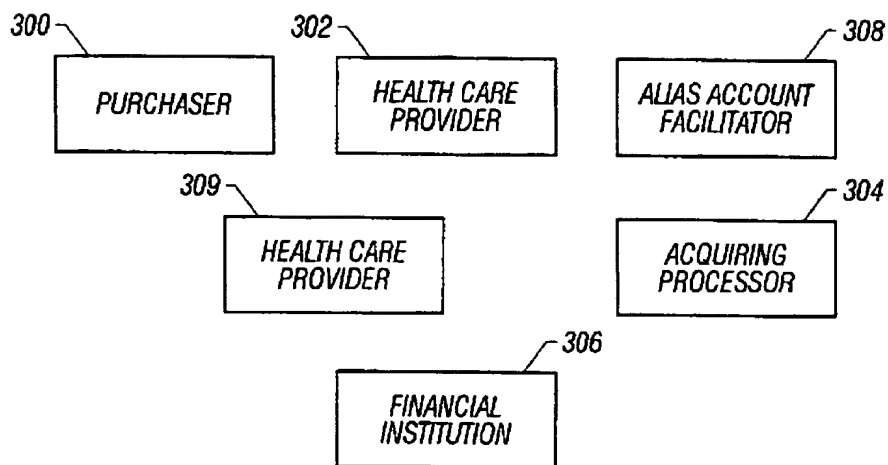 300
302
308
PURCHASER
HEALTH CARE
PROVIDER
ALIAS ACCOUNT
FACILITATOR
309
304
HEALTH CARE
PROVIDER
ACQUIRING
PROCESSOR
306
FINANCIAL
INSTITUTION